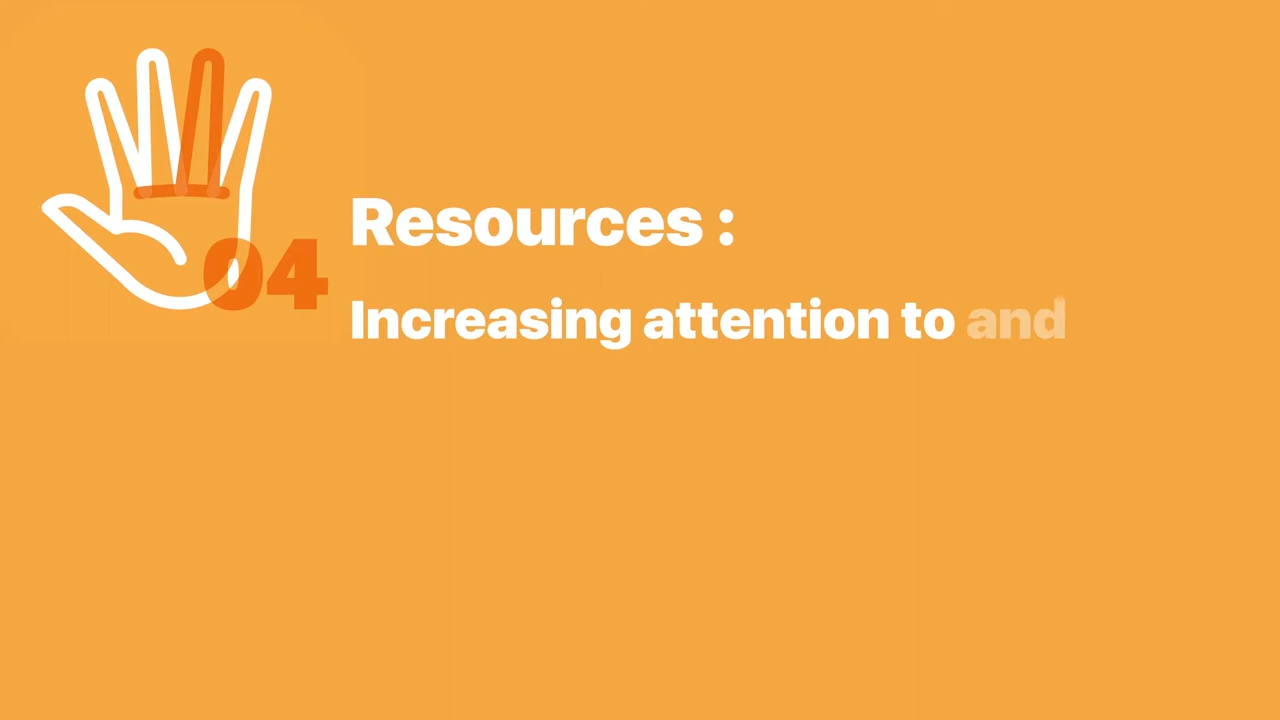 04
Resources :
Increasing attention to and